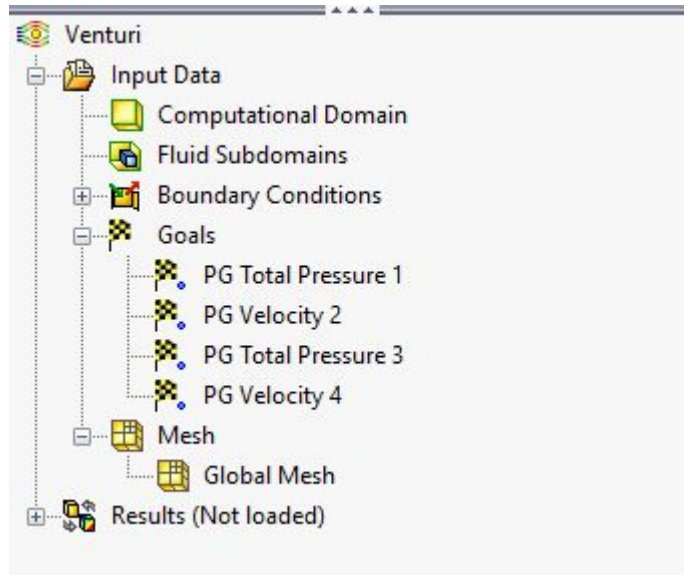 Venturi
Input Data
Computational Domain
Fluid Subdomains
Boundary Conditions
Goals
PG Total Pressure 1
PG Velocity 2
PG Total Pressure 3
PG Velocity 4
Mesh
Global Mesh
Results (Not loaded)